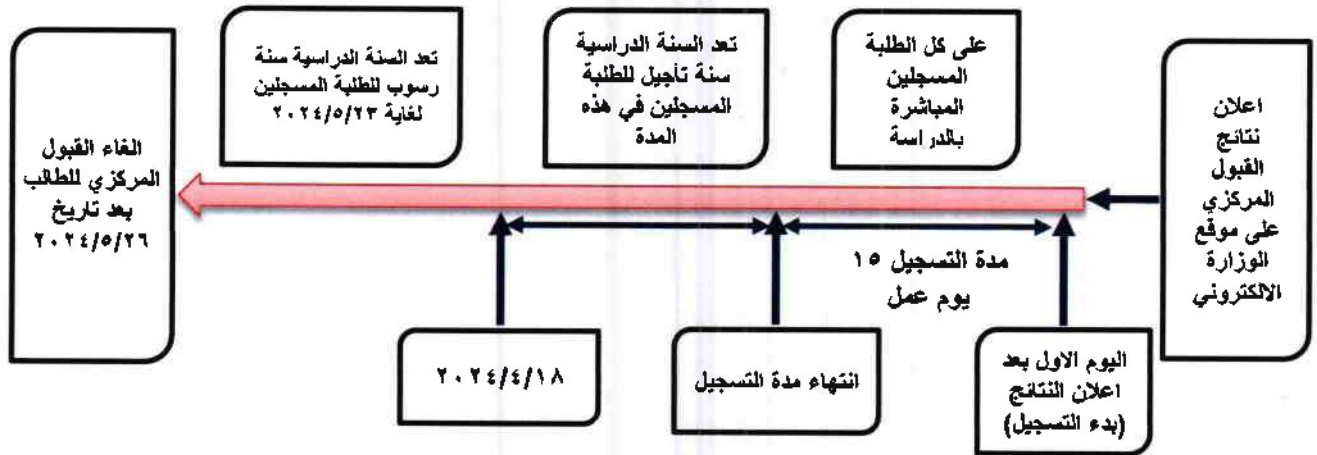 اعلان
نتائج
القبول
المركزي
على موقع
الوزارة
الالكتروني
على كل الطلبة
المسجلين
المباشرة
بالدراسة
تعد السنة الدراسية
سنة تأجيل للطلبة
المسجلين في هذه
المدة
تعد السنة الدراسية سنة
رسوب للطلبة المسجلين
لغاية ٢٠٢٤/٥/٢٣
الغاء القبول
المركزي للطالب
بعد تاريخ
٢٠٢٤/٥/٢٦
مدة التسجيل ١٥
يوم عمل
اليوم الاول بعد
اعلان النتائج
(بدء التسجيل)
انتهاء مدة التسجيل
٢٠٢٤/٤/١٨